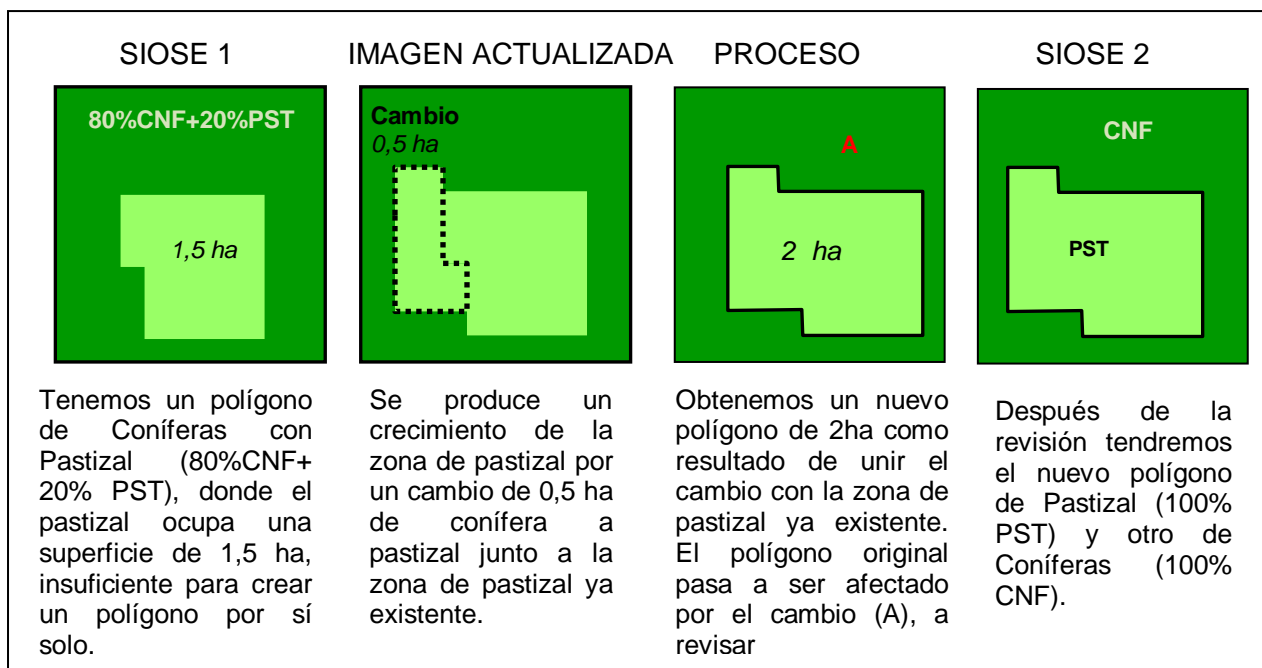 SIOSE 1
80%CNF+20%PST
1,5 ha
Tenemos un polígono
de Coníferas con
Pastizal (80%CNF+
20% PST), donde el
pastizal ocupa una
superficie de 1,5 ha,
insuficiente para crear
un polígono por sí
solo.
IMAGEN ACTUALIZADA
Cambio
0,5 ha
Se produce un
crecimiento de la
zona de pastizal por
un cambio de 0,5 ha
de conífera a
pastizal junto a la
zona de pastizal ya
existente.
PROCESO
A
2 ha
Obtenemos un nuevo
polígono de 2ha como
resultado de unir el
cambio con la zona de
pastizal ya existente.
El polígono original
pasa a ser afectado
por el cambio (A), a
revisar
SIOSE 2
CNF
PST
Después de la
revisión tendremos
el nuevo polígono
de Pastizal (100%
PST) y otro de
Coníferas (100%
CNF).